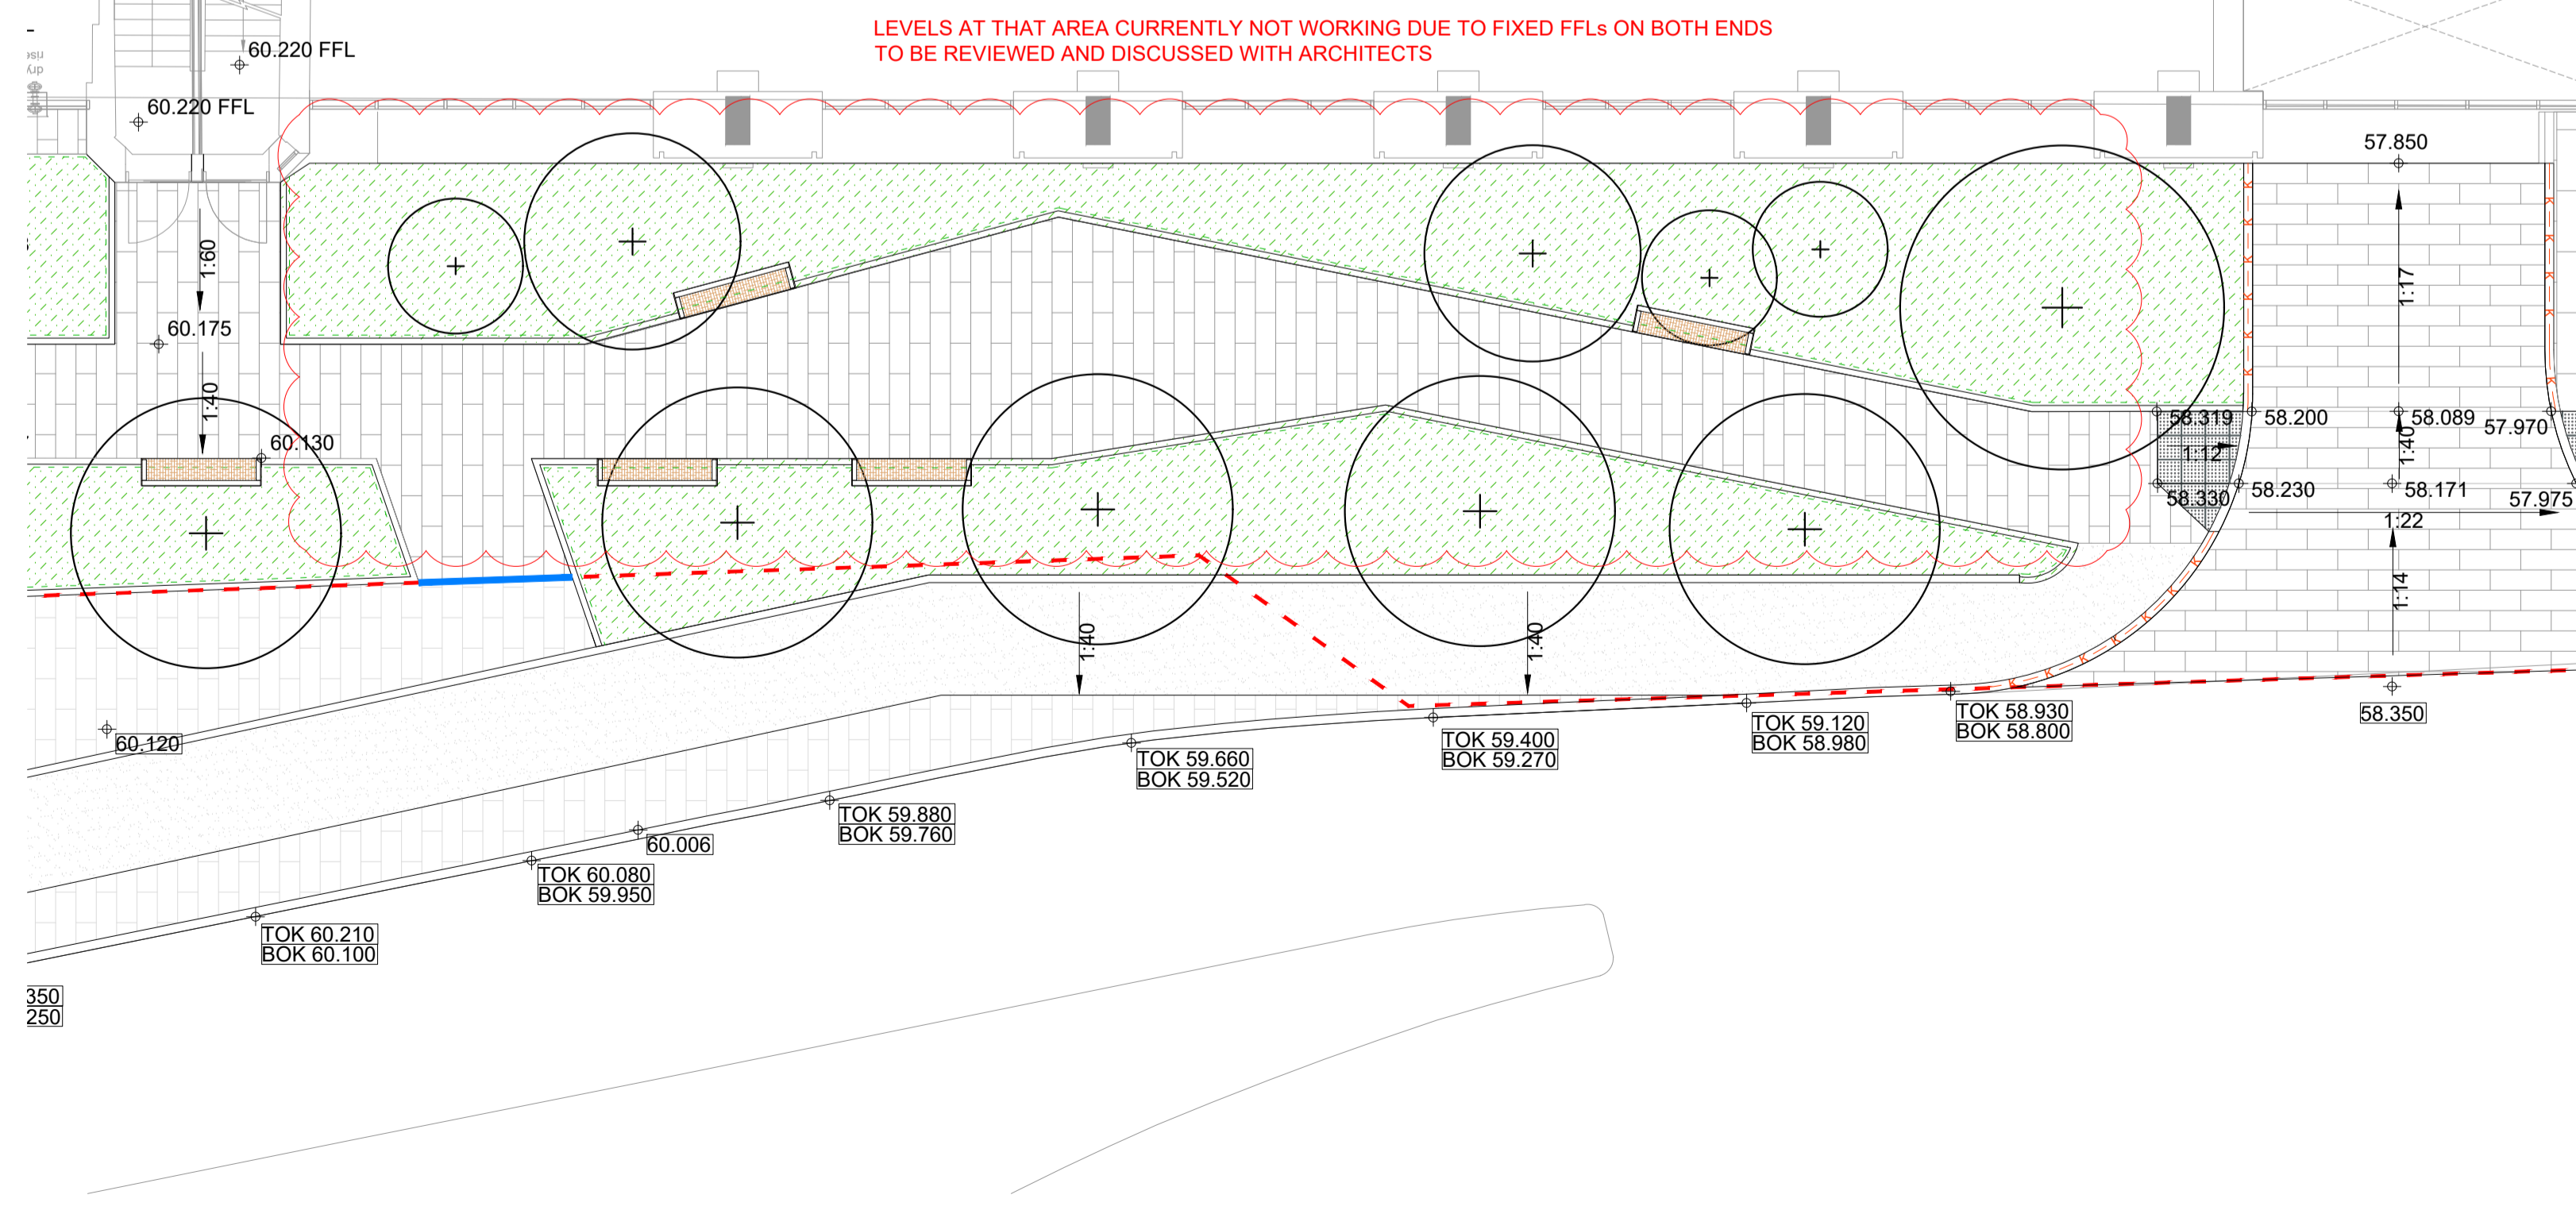 LEVELS AT THAT AREA CURRENTLY NOT WORKING DUE TO FIXED FFLs ON BOTH ENDS
TO BE REVIEWED AND DISCUSSED WITH ARCHITECTS
60.220 FFL
60.220 FFL
57.850
1:60
1:17
60.175
1:40
60.130
58.319
58.200
58.089
57.970
1:12
1:40
58.330
58.230
58.171
57.975
1:22
1:40
1:40
1:14
60.120
TOK 58.930
BOK 58.800
58.350
TOK 59.120
BOK 58.980
TOK 59.400
BOK 59.270
TOK 59.660
BOK 59.520
TOK 59.880
BOK 59.760
60.006
TOK 60.080
BOK 59.950
TOK 60.210
BOK 60.100
350
250
K K K K K K K
K K K K K
K K K K K K